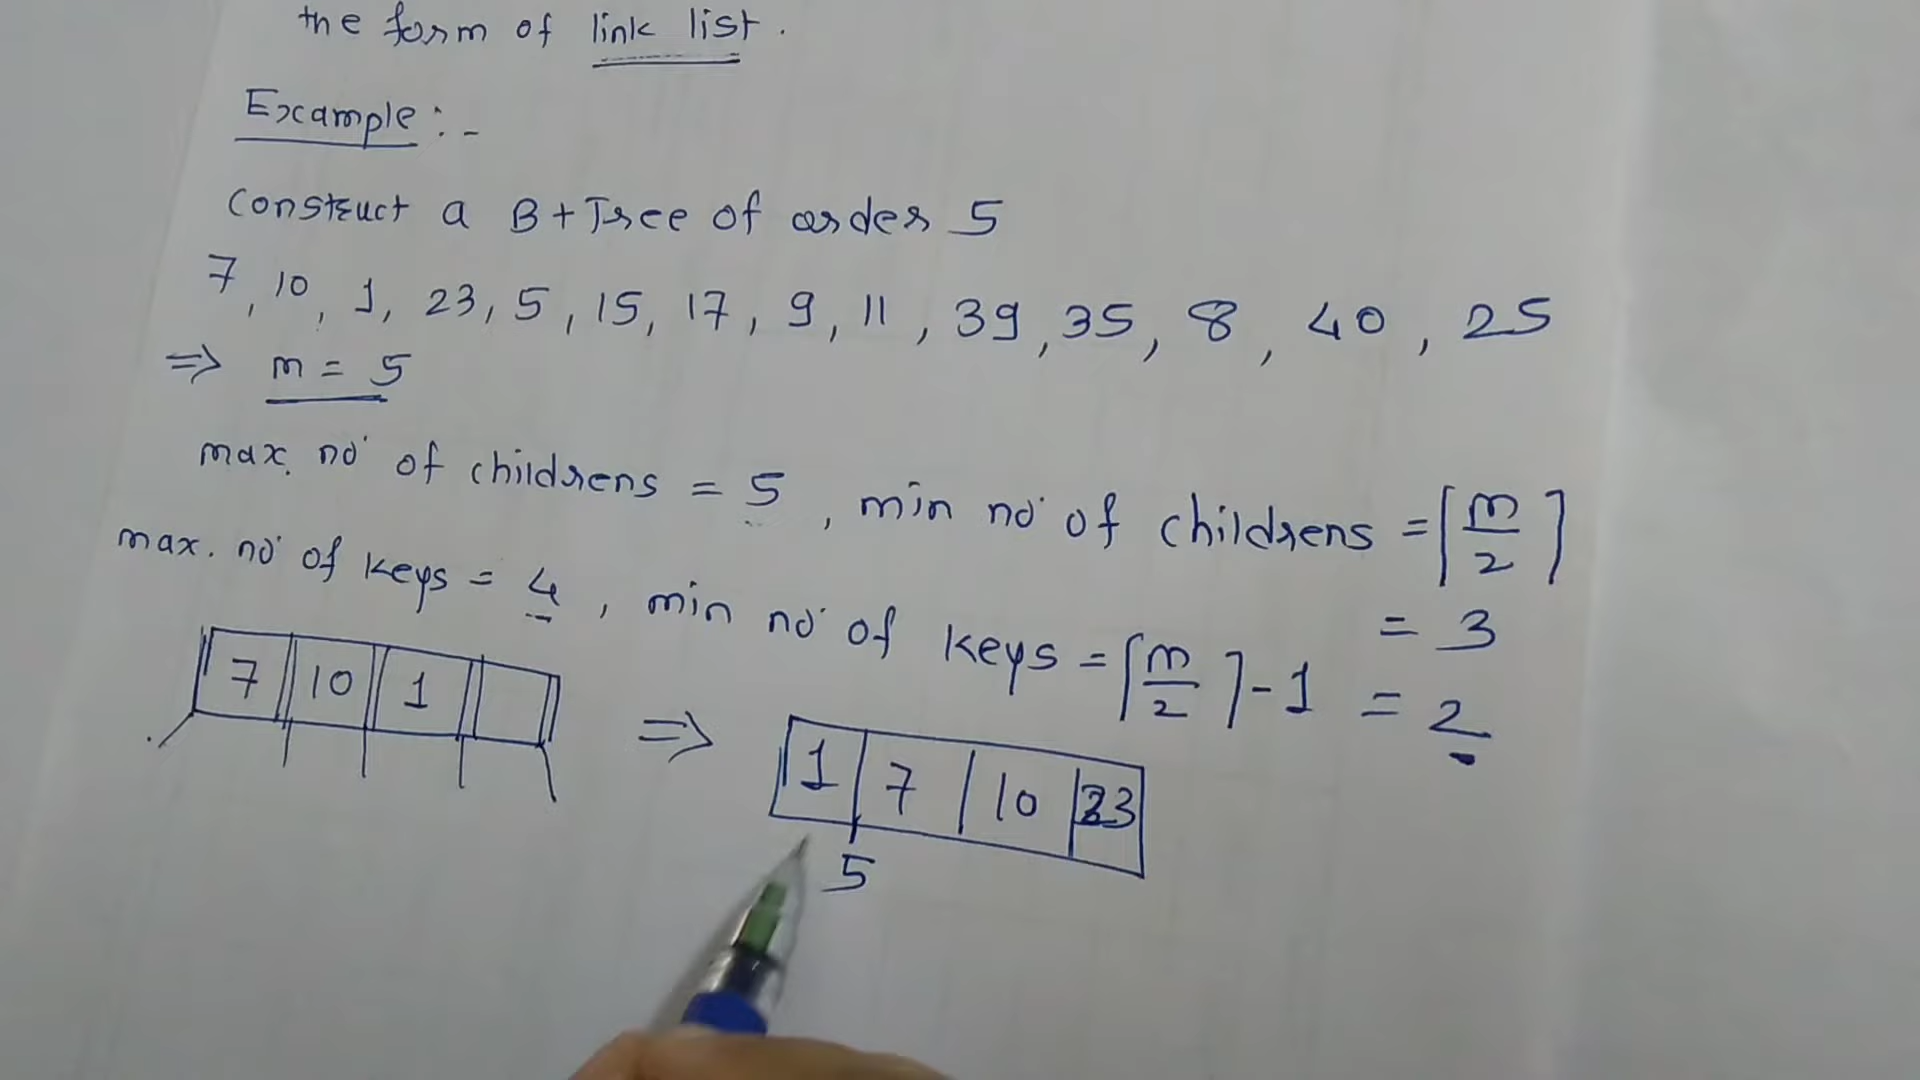 the form of link list.
Example :-
Construct a B+Tree of order 5
7, 10, 1, 23, 5, 15, 17, 9, 11, 39, 35, 8, 40, 25
⇒ m = 5
max. no of childrens = 5, min no of childrens = ⌈m/2⌉
= 3
max. no of keys = 4, min no of keys = ⌈m/2⌉ - 1 = 2
7 10 1 ⇒ 1 7 10 23
5